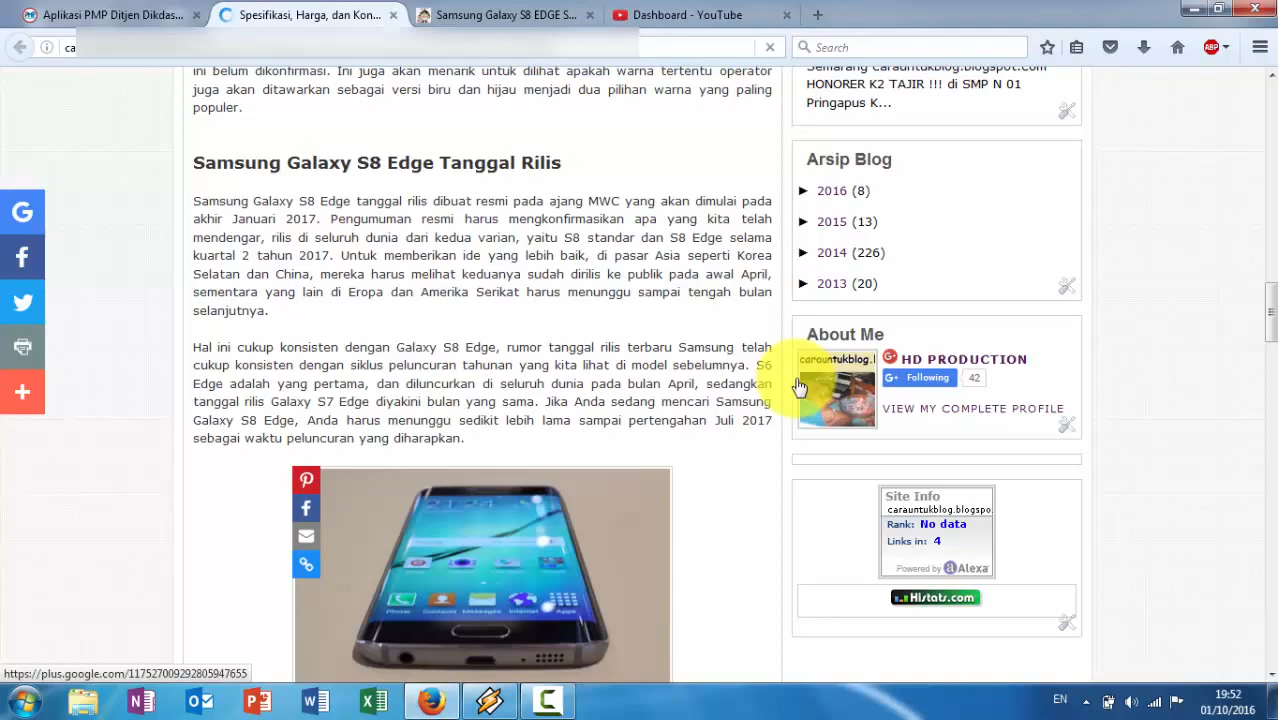 Aplikasi PMP Ditjen Dikdas...
Spesifikasi, Harga, dan Kon...
Samsung Galaxy S8 EDGE S...
Dashboard - YouTube
ca
Search
ABP
ini belum dikonfirmasi. Ini juga akan menarik untuk dilihat apakah warna tertentu operator
juga akan ditawarkan sebagai versi biru dan hijau menjadi dua pilihan warna yang paling
populer.
Samsung Galaxy S8 Edge Tanggal Rilis
Samsung Galaxy S8 Edge tanggal rilis dibuat resmi pada ajang MWC yang akan dimulai pada
akhir Januari 2017. Pengumuman resmi harus mengkonfirmasikan apa yang kita telah
mendengar, rilis di seluruh dunia dari kedua varian, yaitu S8 standar dan S8 Edge selama
kuartal 2 tahun 2017. Untuk memberikan ide yang lebih baik, di pasar Asia seperti Korea
Selatan dan China, mereka harus melihat keduanya sudah dirilis ke publik pada awal April,
sementara yang lain di Eropa dan Amerika Serikat harus menunggu sampai tengah bulan
selanjutnya.
Hal ini cukup konsisten dengan Galaxy S8 Edge, rumor tanggal rilis terbaru Samsung telah
cukup konsisten dengan siklus peluncuran tahunan yang kita lihat di model sebelumnya. S6
Edge adalah yang pertama, dan diluncurkan di seluruh dunia pada bulan April, sedangkan
tanggal rilis Galaxy S7 Edge diyakini bulan yang sama. Jika Anda sedang mencari Samsung
Galaxy S8 Edge, Anda harus menunggu sedikit lebih lama sampai pertengahan Juli 2017
sebagai waktu peluncuran yang diharapkan.
Phone Contacts Messages Internet Apps
Semarang carauntukblog.blogspot.com
HONORER K2 TAJIR !!! di SMP N 01
Pringapus K...
Arsip Blog
► 2016 (8)
► 2015 (13)
► 2014 (226)
► 2013 (20)
About Me
carauntukblog.l
HD PRODUCTION
G+ Following 42
VIEW MY COMPLETE PROFILE
Site Info
carauntukblog.blogspo
Rank: No data
Links in: 4
Powered by Alexa
Histats.com
https://plus.google.com/117527009292805947655
EN
19:52
01/10/2016